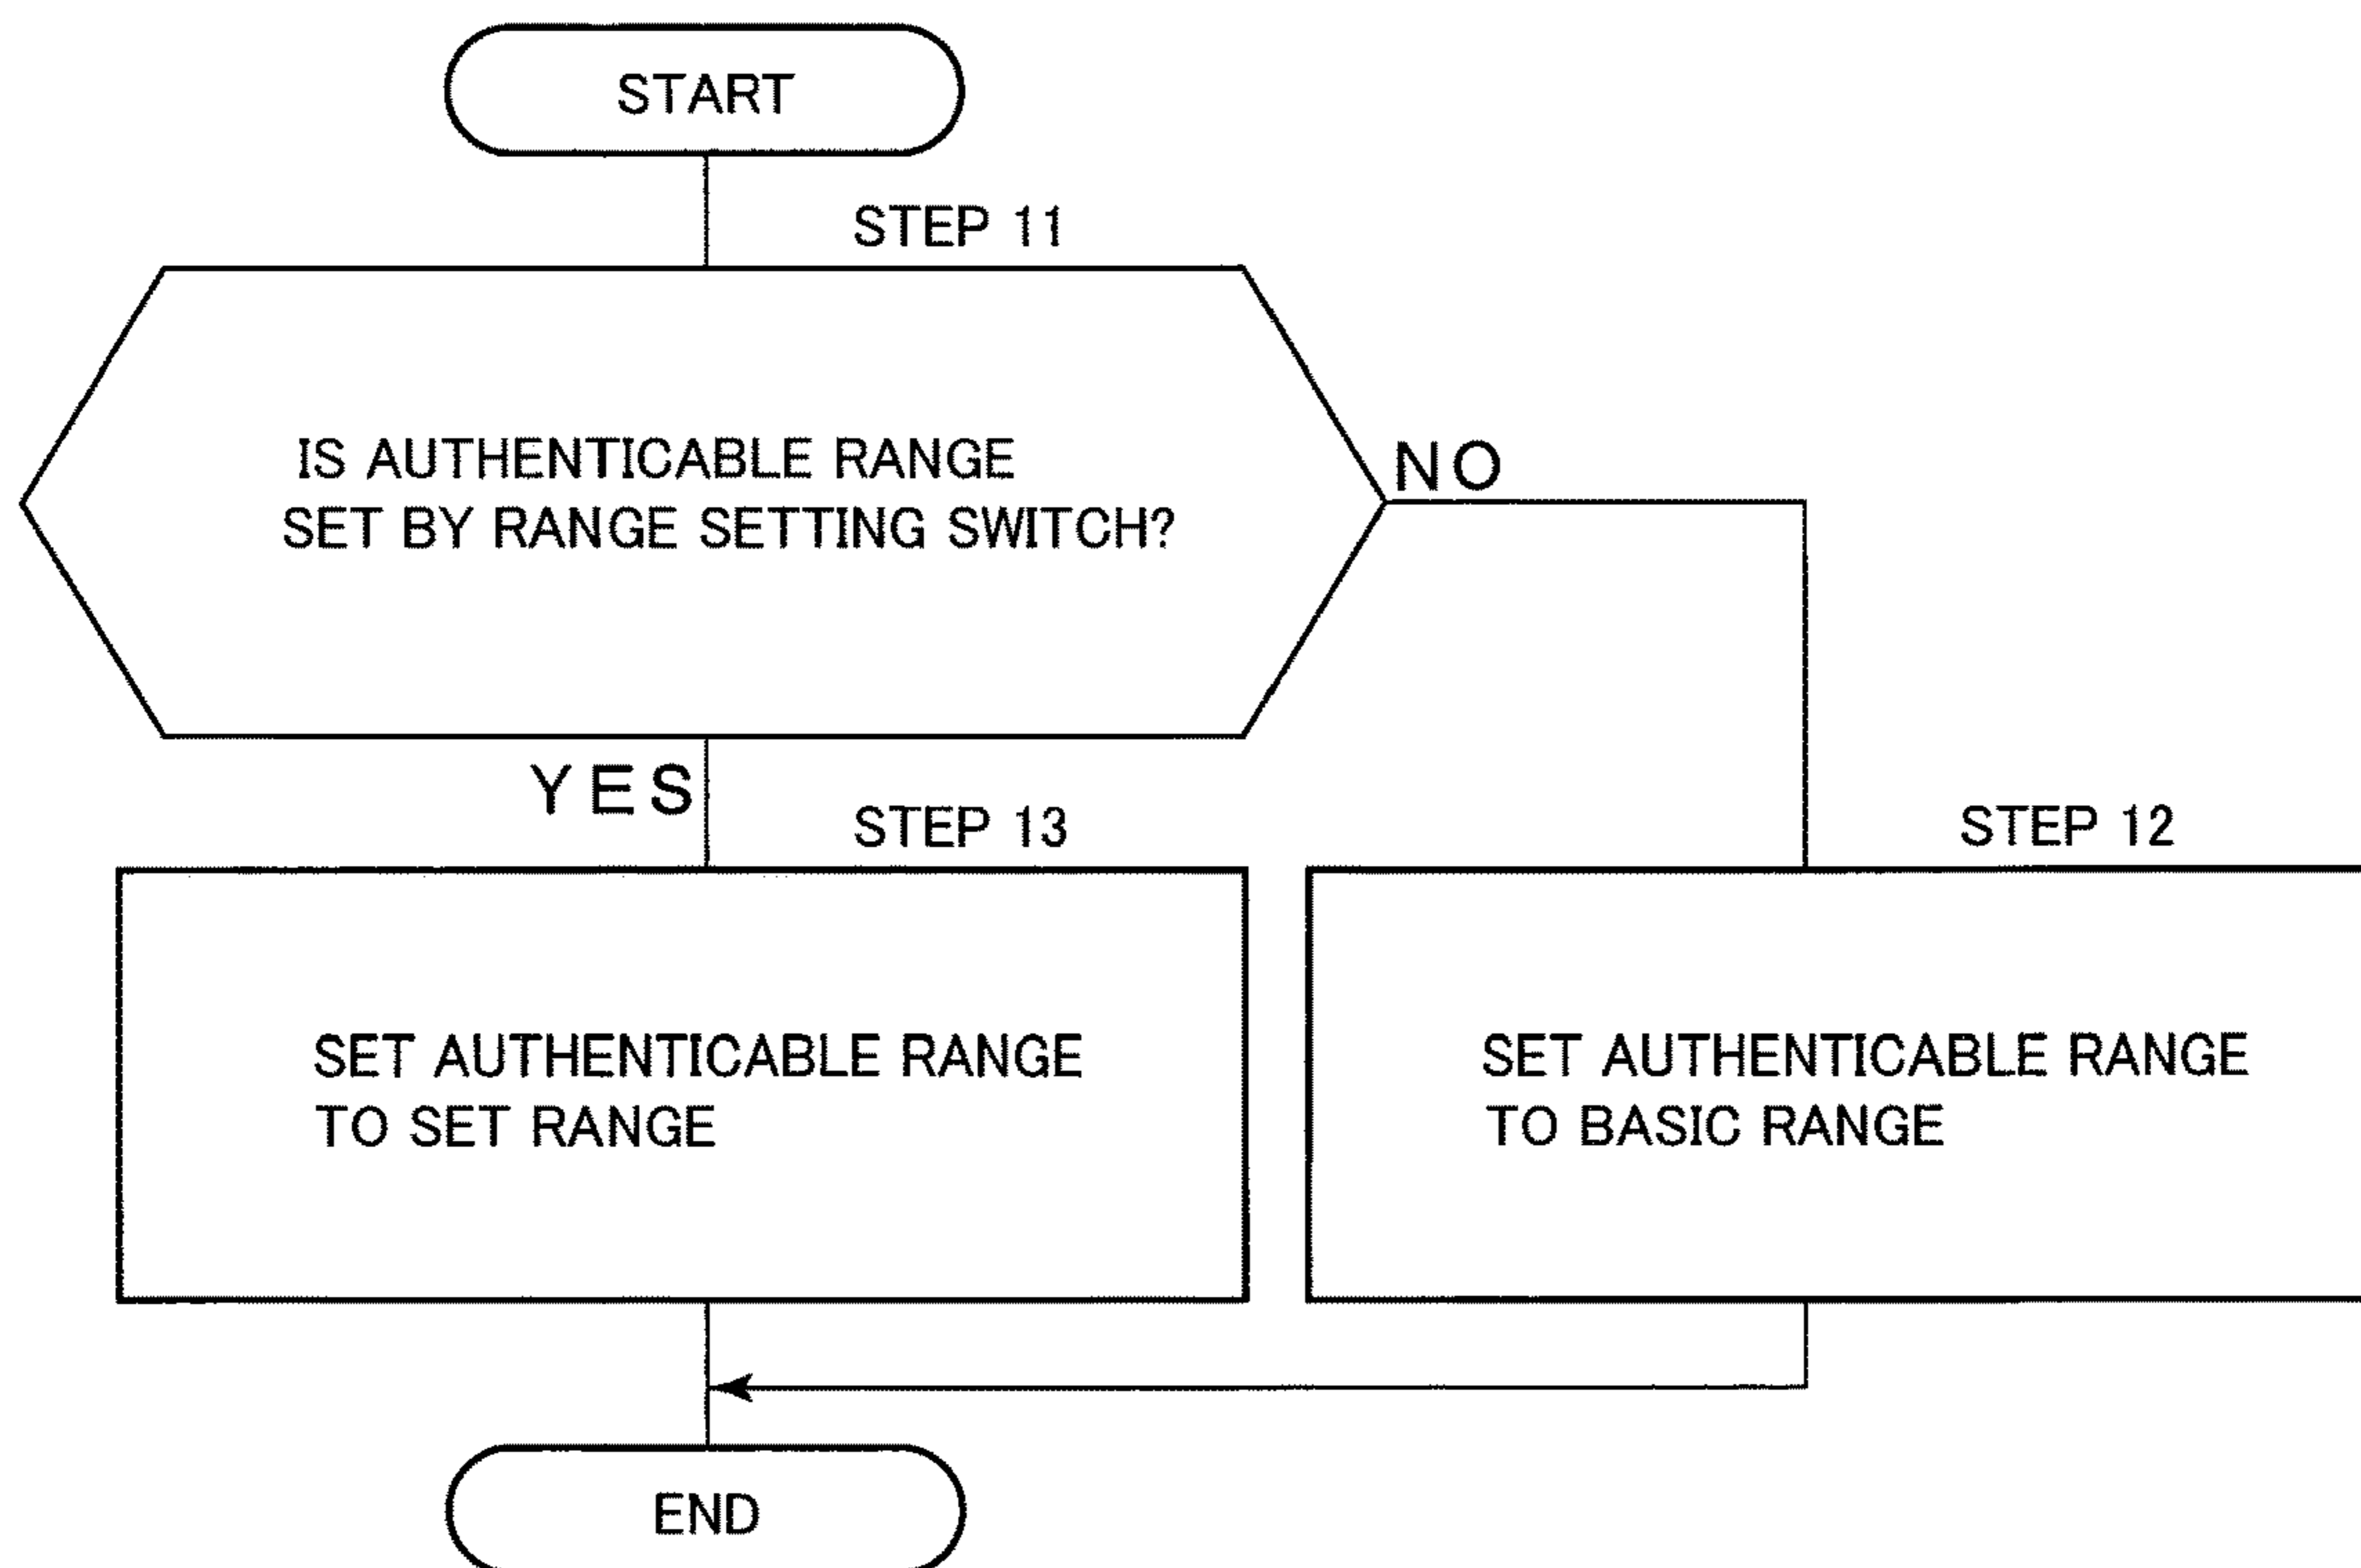 START
STEP 11
IS AUTHENTICABLE RANGE
SET BY RANGE SETTING SWITCH?
NO
YES
STEP 13
STEP 12
SET AUTHENTICABLE RANGE
TO SET RANGE
SET AUTHENTICABLE RANGE
TO BASIC RANGE
END